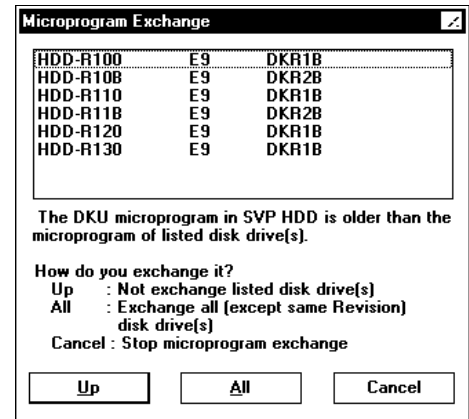 Microprogram Exchange
HDD-R100 E9 DKR1B
HDD-R10B E9 DKR2B
HDD-R110 E9 DKR1B
HDD-R11B E9 DKR2B
HDD-R120 E9 DKR1B
HDD-R130 E9 DKR1B
The DKU microprogram in SVP HDD is older than the
microprogram of listed disk drive(s).
How do you exchange it?
Up : Not exchange listed disk drive(s)
All : Exchange all (except same Revision)
disk drive(s)
Cancel : Stop microprogram exchange
Up All Cancel